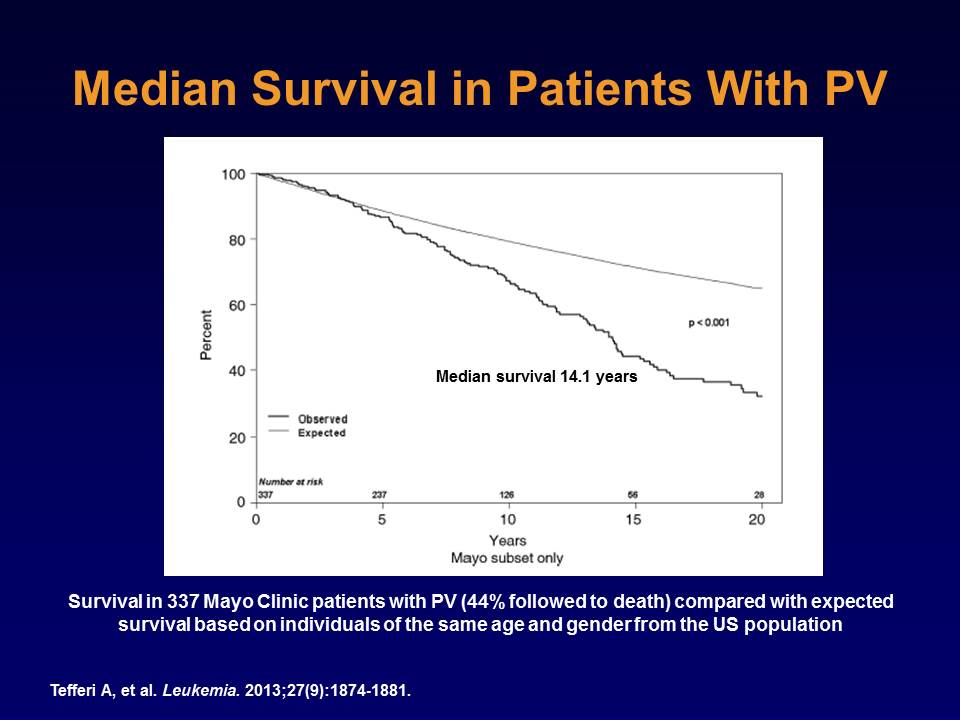 Median Survival in Patients With PV
100
80
60
40
20
0
Percent
p < 0.001
Median survival 14.1 years
Observed
Expected
Number at risk
337 237 126 56 28
0 5 10 15 20
Years
Mayo subset only
Survival in 337 Mayo Clinic patients with PV (44% followed to death) compared with expected
survival based on individuals of the same age and gender from the US population
Tefferi A, et al. Leukemia. 2013;27(9):1874-1881.